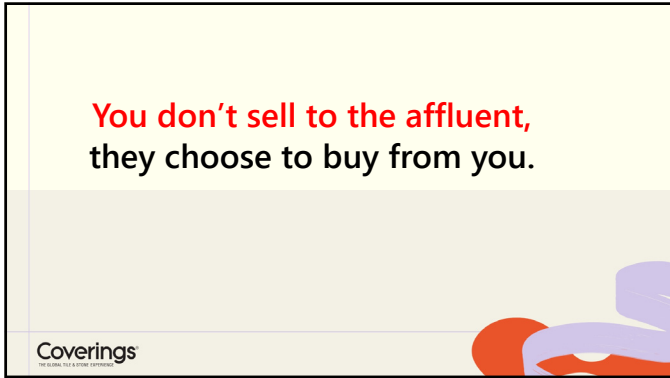 You don’t sell to the affluent,
they choose to buy from you.
Coverings®
THE GLOBAL TILE & STONE EXPERIENCE